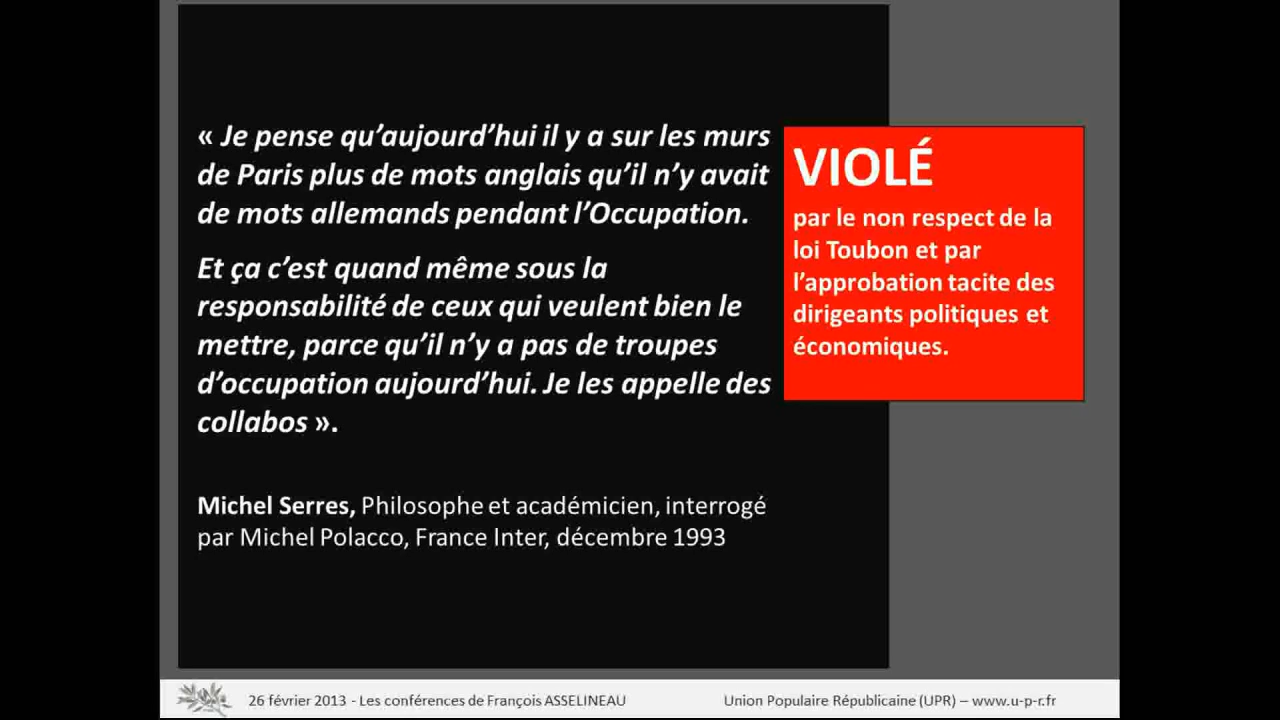 « Je pense qu’aujourd’hui il y a sur les murs
de Paris plus de mots anglais qu’il n’y avait
de mots allemands pendant l’Occupation.
Et ça c’est quand même sous la
responsabilité de ceux qui veulent bien le
mettre, parce qu’il n’y a pas de troupes
d’occupation aujourd’hui. Je les appelle des
collabos ».
Michel Serres, Philosophe et académicien, interrogé
par Michel Polacco, France Inter, décembre 1993
VIOLÉ
par le non respect de la
loi Toubon et par
l’approbation tacite des
dirigeants politiques et
économiques.
26 février 2013 - Les conférences de François ASSELINEAU
Union Populaire Républicaine (UPR) – www.u-p-r.fr